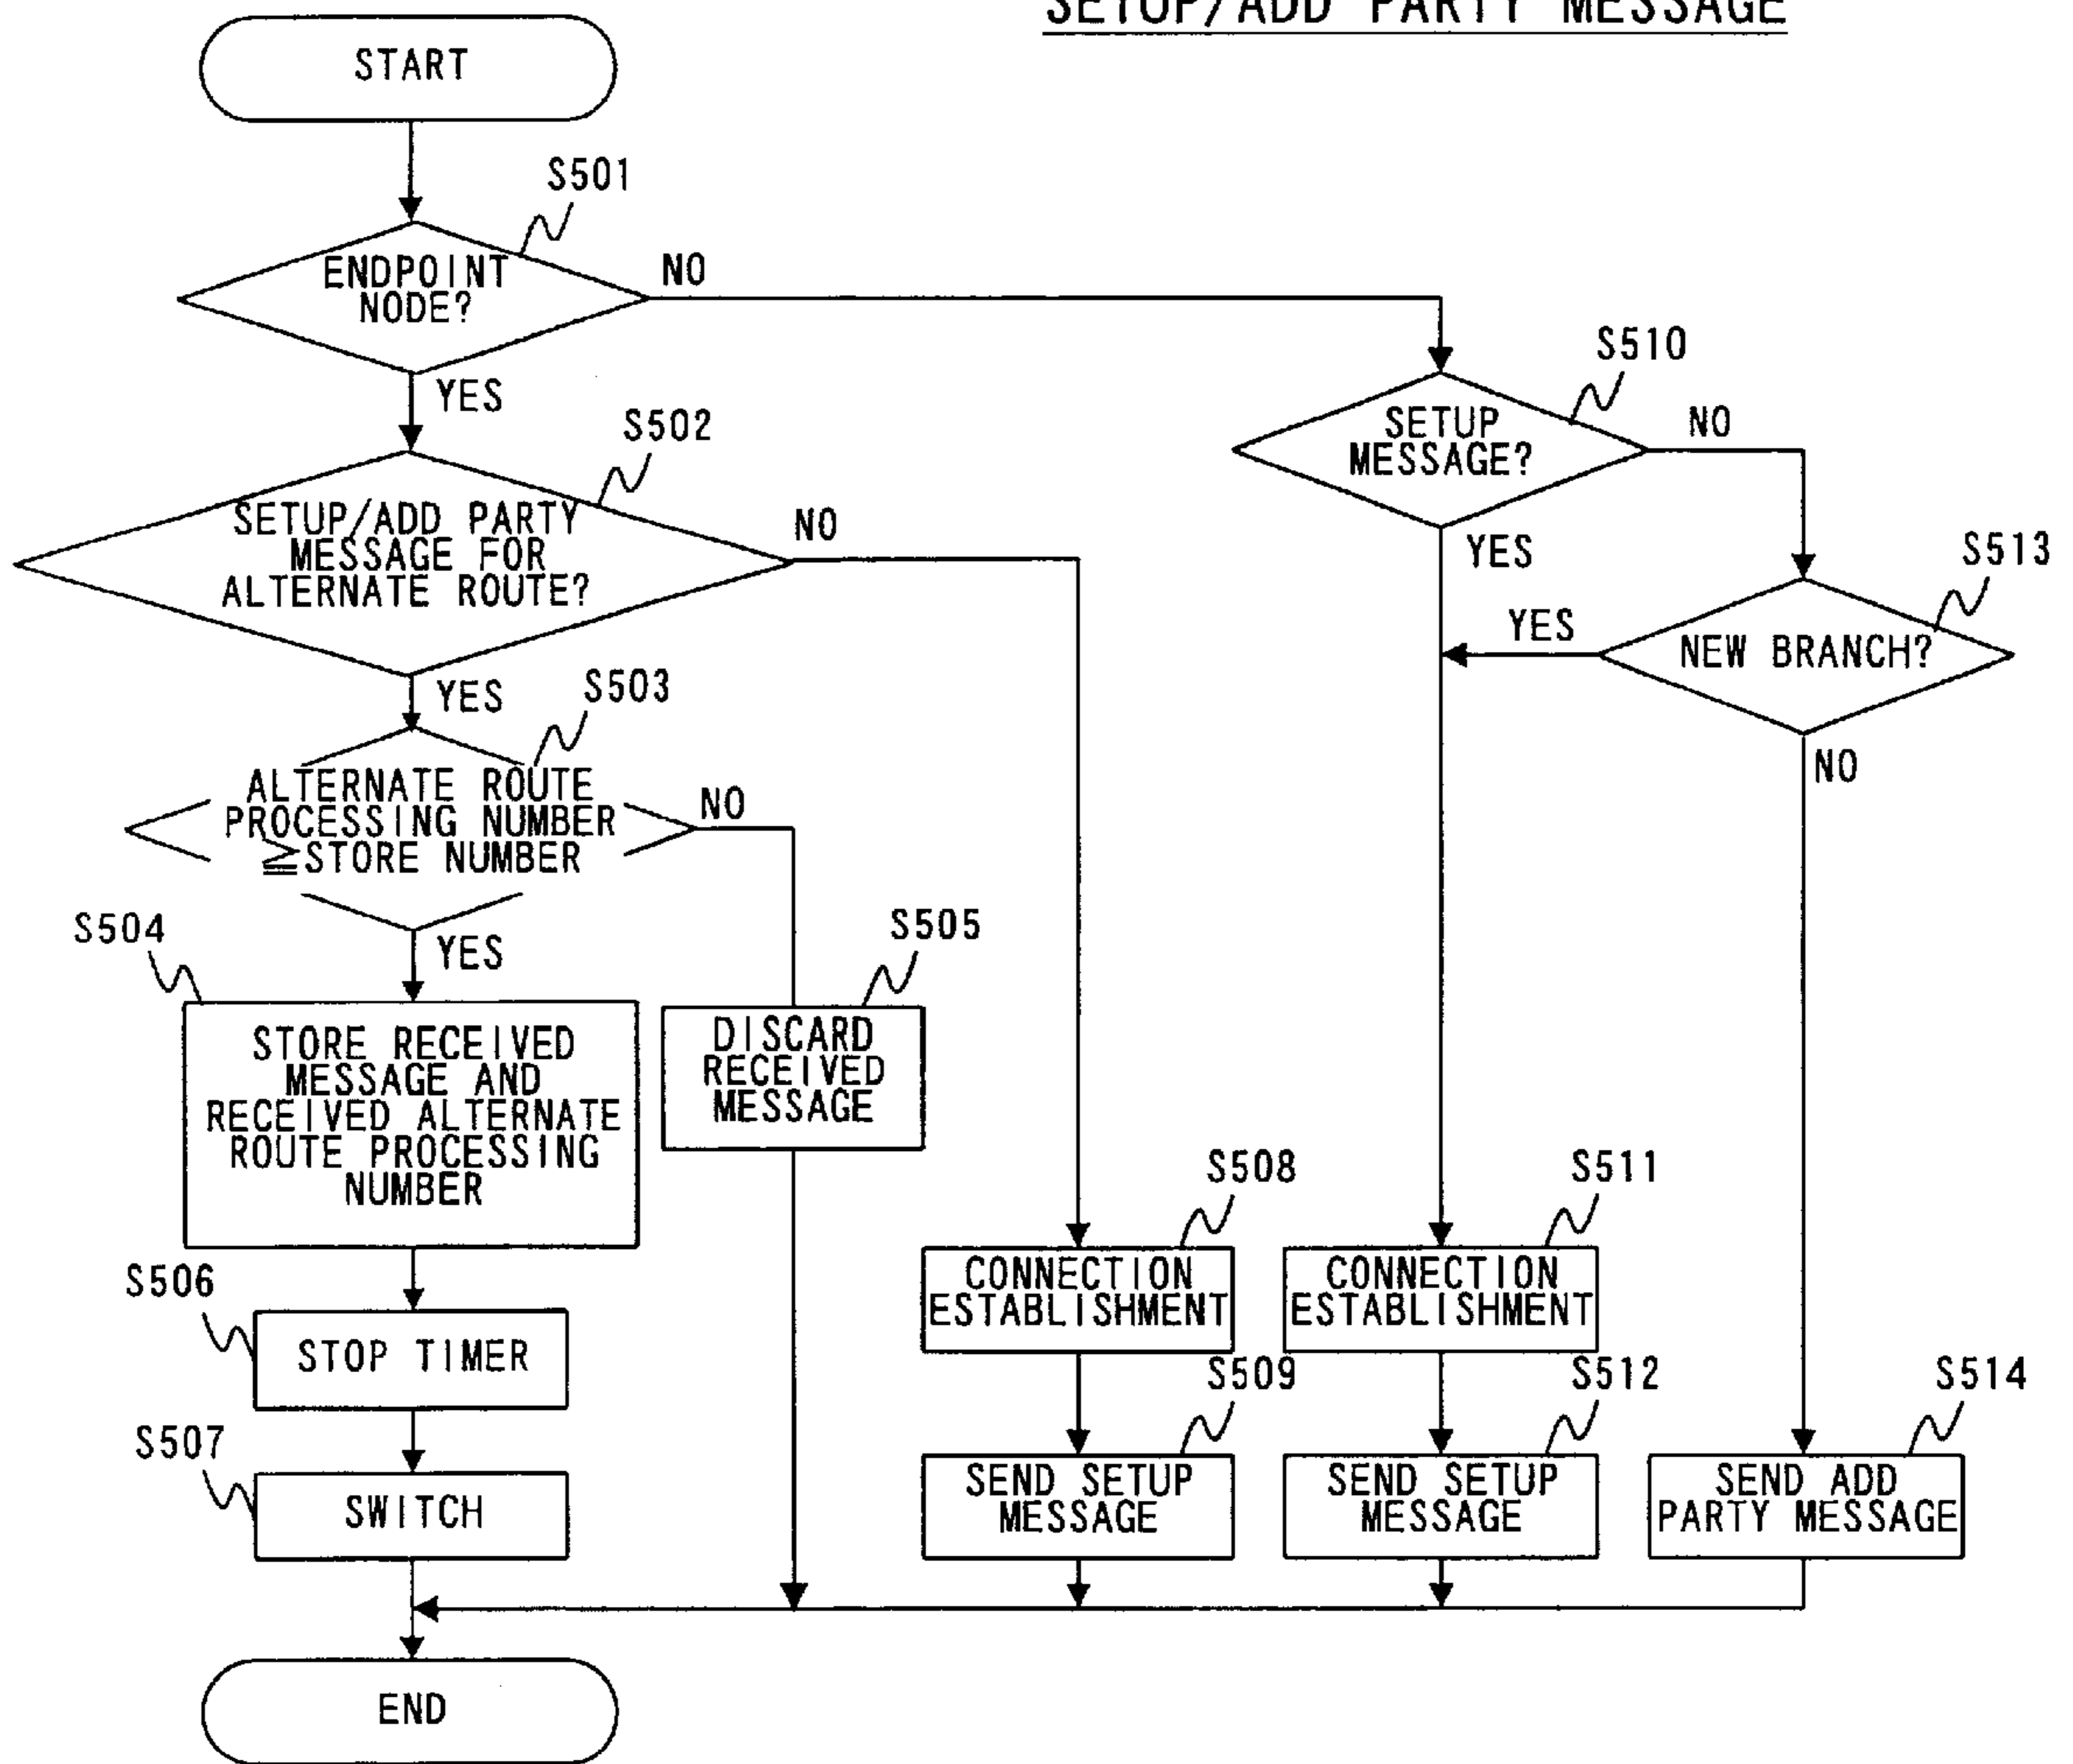 SETUP/ADD PARTY MESSAGE
START
S501
ENDPOINT
NODE?
NO
YES
S510
SETUP
MESSAGE?
NO
YES
S502
SETUP/ADD PARTY
MESSAGE FOR
ALTERNATE ROUTE?
NO
YES
S513
NEW BRANCH?
YES
NO
S503
ALTERNATE ROUTE
PROCESSING NUMBER
≧STORE NUMBER
NO
YES
S504
STORE RECEIVED
MESSAGE AND
RECEIVED ALTERNATE
ROUTE PROCESSING
NUMBER
S505
DISCARD
RECEIVED
MESSAGE
S506
STOP TIMER
S507
SWITCH
S508
CONNECTION
ESTABLISHMENT
S509
SEND SETUP
MESSAGE
S511
CONNECTION
ESTABLISHMENT
S512
SEND SETUP
MESSAGE
S514
SEND ADD
PARTY MESSAGE
END